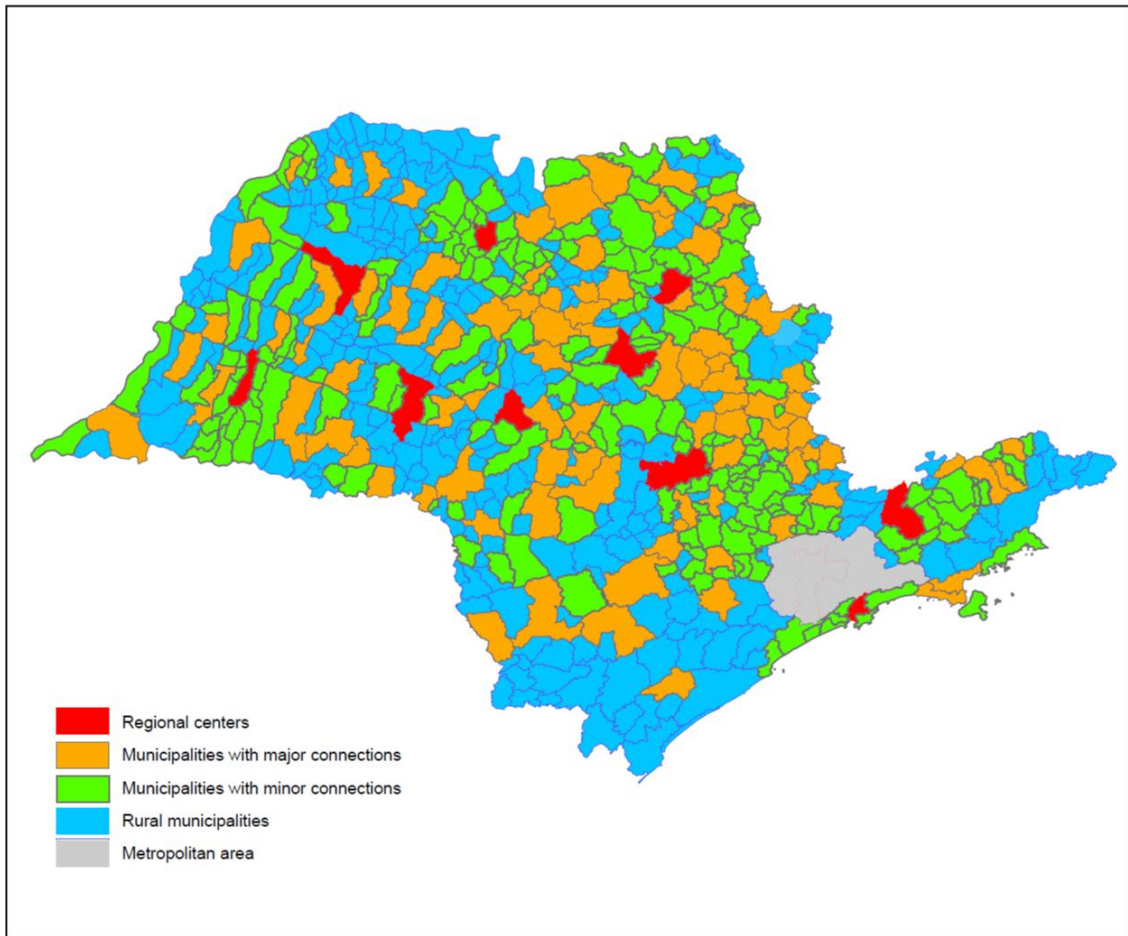 Regional centers
Municipalities with major connections
Municipalities with minor connections
Rural municipalities
Metropolitan area